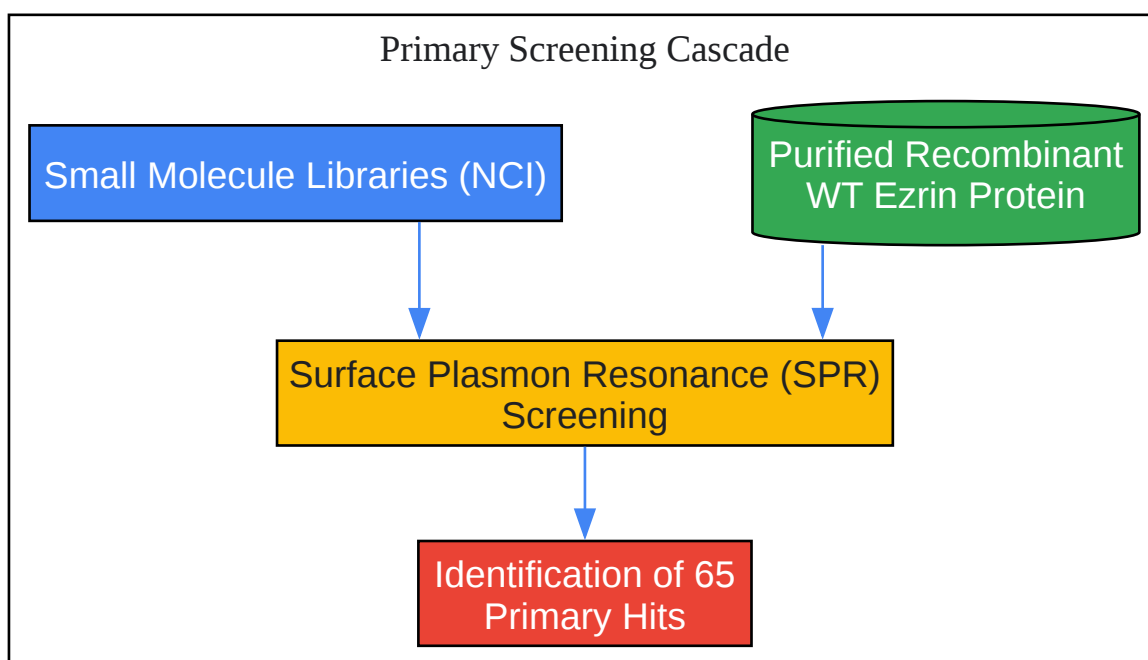 Primary Screening Cascade
Small Molecule Libraries (NCI)
Purified Recombinant
WT Ezrin Protein
Surface Plasmon Resonance (SPR)
Screening
Identification of 65
Primary Hits